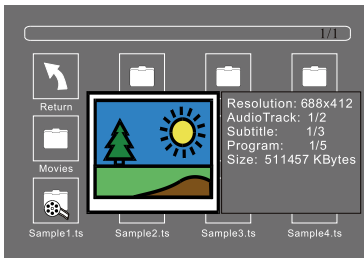 1/1
Return
Resolution: 688x412
AudioTrack: 1/2
Subtitle: 1/3
Program: 1/5
Size: 511457 KBytes
Movies
Sample1.ts
Sample2.ts
Sample3.ts
Sample4.ts